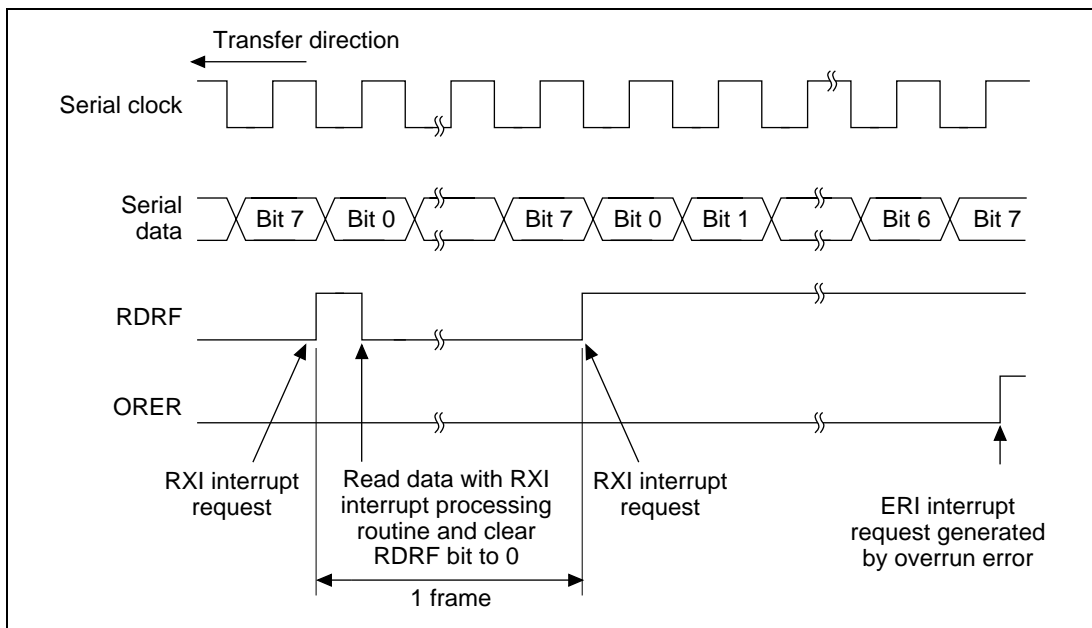 Transfer direction
Serial clock
Serial
data
Bit 7 Bit 0 Bit 7 Bit 0 Bit 1 Bit 6 Bit 7
RDRF
ORER
RXI interrupt
request
Read data with RXI
interrupt processing
routine and clear
RDRF bit to 0
RXI interrupt
request
ERI interrupt
request generated
by overrun error
1 frame